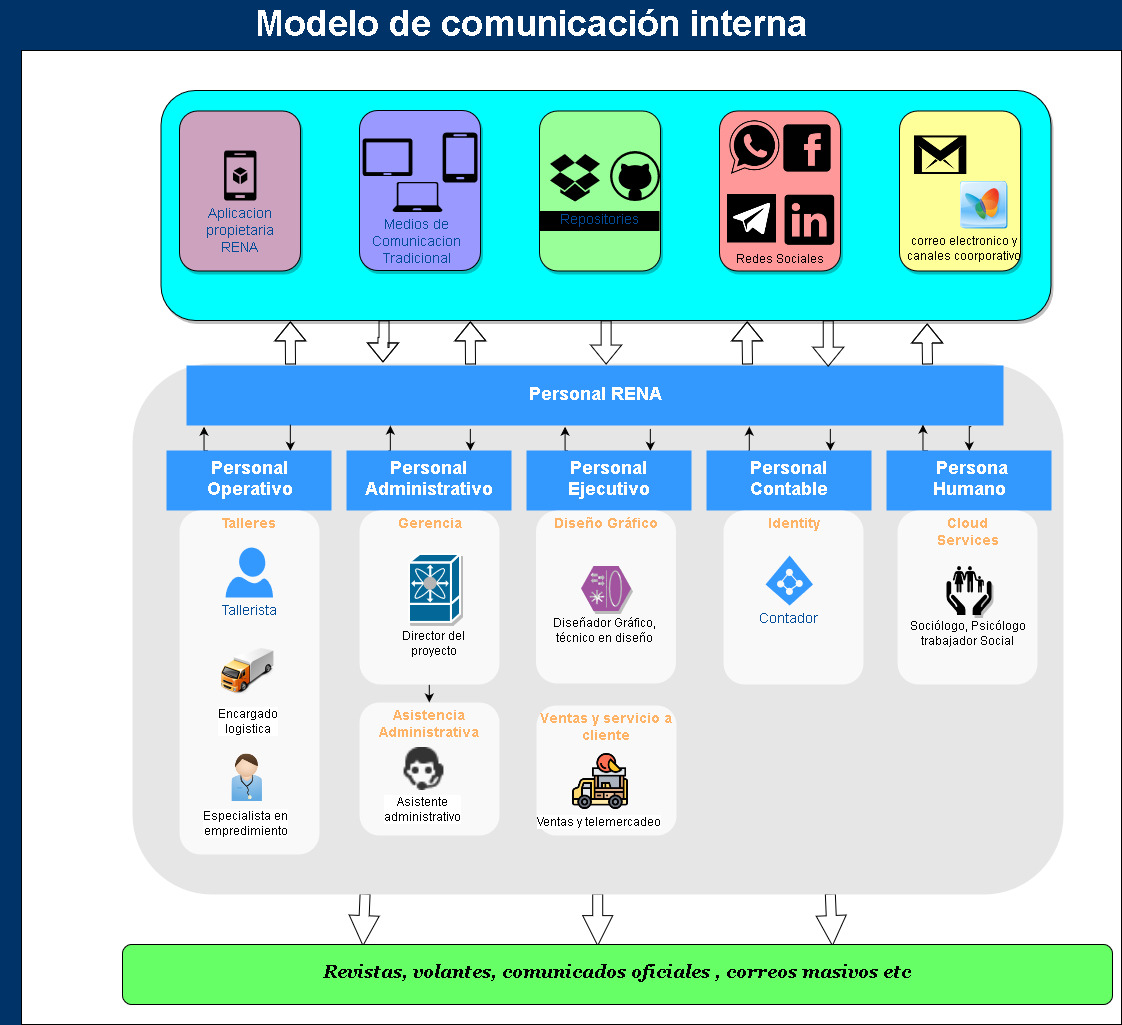 Modelo de comunicación interna
Aplicacion
propietaria
RENA
Medios de
Comunicacion
Tradicional
Repositories
Redes Sociales
correo electronico y
canales coorporativo
Personal RENA
Personal
Operativo
Personal
Administrativo
Personal
Ejecutivo
Personal
Contable
Persona
Humano
Talleres
Tallerista
Encargado
logistica
Especialista en
empredimiento
Gerencia
Director del
proyecto
Asistencia
Administrativa
Asistente
administrativo
Diseño Gráfico
Diseñador Gráfico,
técnico en diseño
Ventas y servicio a
cliente
Ventas y telemercadeo
Identity
Contador
Cloud
Services
Sociólogo, Psicólogo
trabajador Social
Revistas, volantes, comunicados oficiales , correos masivos etc